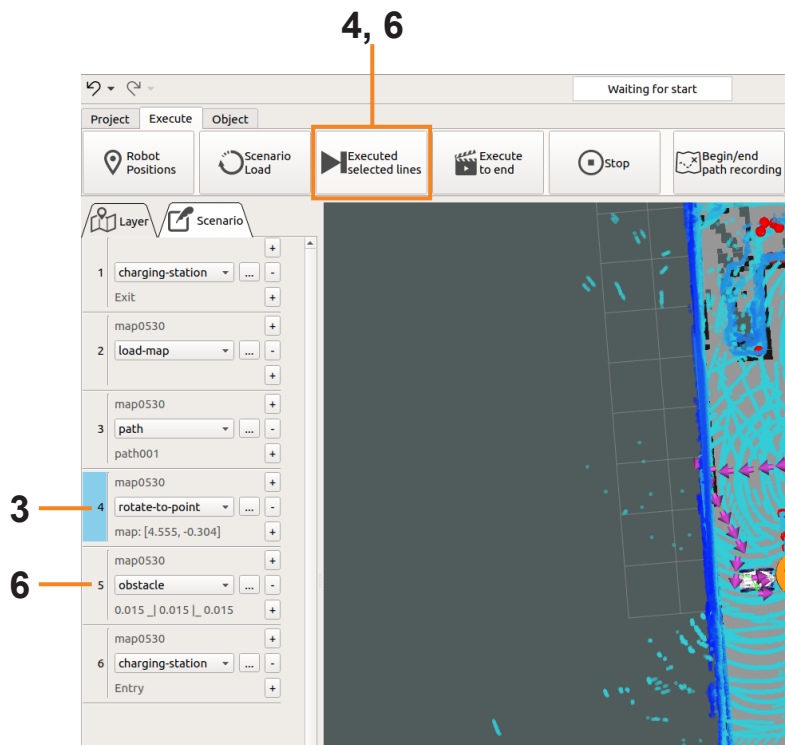 4, 6
Waiting for start
Project Execute Object
Robot
Positions
Scenario
Load
Executed
selected lines
Execute
to end
Stop
Begin/end
path recording
Layer
Scenario
+
1 charging-station ... -
Exit +
map0530 +
2 load-map ... -
+
map0530 +
3 path ... -
path001 +
3
map0530 +
4 rotate-to-point ... -
map: [4.555, -0.304] +
6
map0530 +
5 obstacle ... -
0.015 _| 0.015 |_ 0.015 +
map0530 +
6 charging-station ... -
Entry +